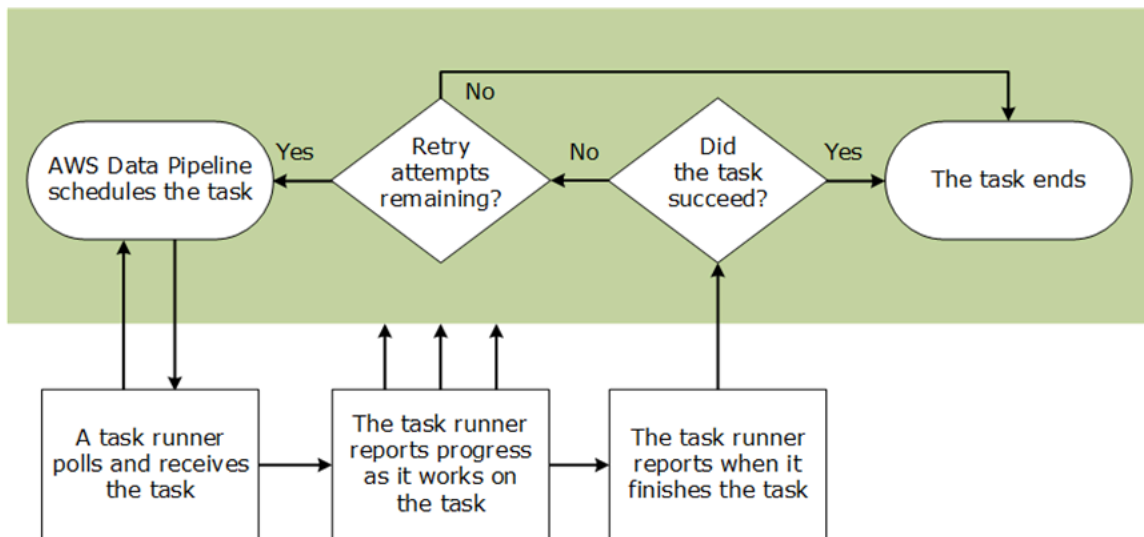 No
AWS Data Pipeline
schedules the task
Yes
Retry
attempts
remaining?
No
Did
the task
succeed?
Yes
The task ends
A task runner
polls and receives
the task
The task runner
reports progress
as it works on
the task
The task runner
reports when it
finishes the task